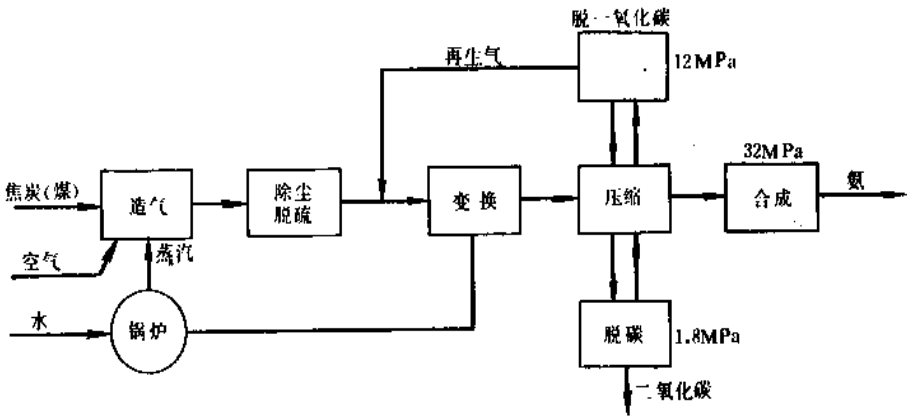 脱一氧化碳
再生气
12MPa
32MPa
焦炭(煤)
造气
除尘
脱硫
变换
压缩
合成
氨
空气
蒸汽
水
锅炉
脱碳
1.8MPa
二氧化碳